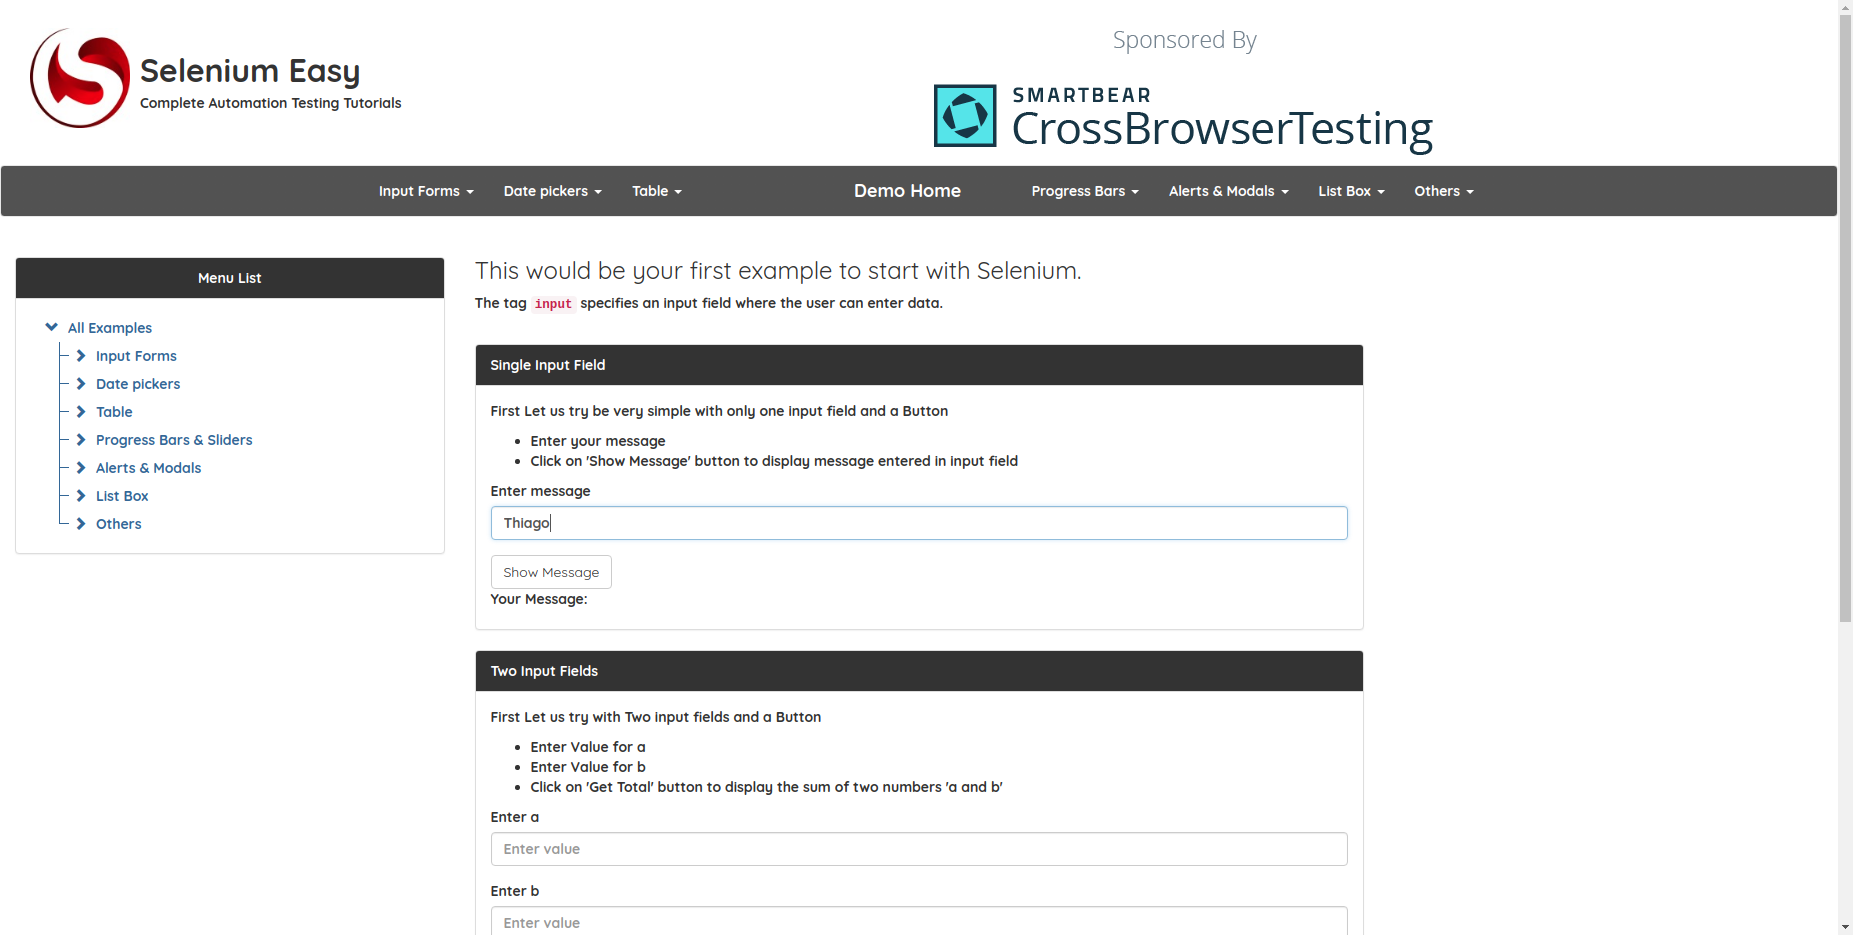 Selenium Easy
Complete Automation Testing Tutorials
Sponsored By
SMARTBEAR
CrossBrowserTesting
Input Forms Date pickers Table Demo Home Progress Bars Alerts & Modals List Box Others
Menu List
All Examples
Input Forms
Date pickers
Table
Progress Bars & Sliders
Alerts & Modals
List Box
Others
This would be your first example to start with Selenium.
The tag input specifies an input field where the user can enter data.
Single Input Field
First Let us try be very simple with only one input field and a Button
Enter your message
Click on 'Show Message' button to display message entered in input field
Enter message
Thiago
Show Message
Your Message:
Two Input Fields
First Let us try with Two input fields and a Button
Enter Value for a
Enter Value for b
Click on 'Get Total' button to display the sum of two numbers 'a and b'
Enter a
Enter value
Enter b
Enter value